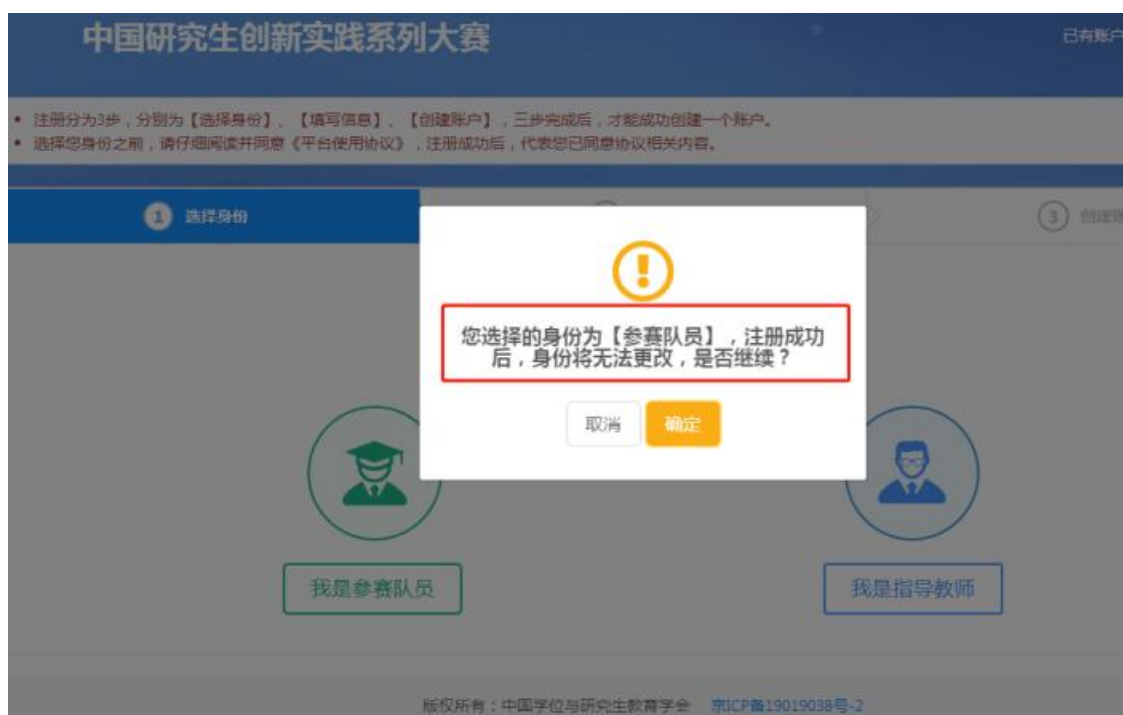 中国研究生创新实践系列大赛
已有账户
注册分为3步，分别为【选择身份】、【填写信息】、【创建账户】，三步完成后，才能成功创建一个账户。
选择您身份之前，请仔细阅读并同意《平台使用协议》，注册成功后，代表您已同意协议相关内容。
1 选择身份
3 创建账
您选择的身份为【参赛队员】，注册成功
后，身份将无法更改，是否继续？
取消 确定
我是参赛队员 我是指导教师
版权所有：中国学位与研究生教育学会 京ICP备19019038号-2